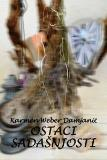 Karmen Weber Damjanić
OSTACI
SADAŠNJOSTI